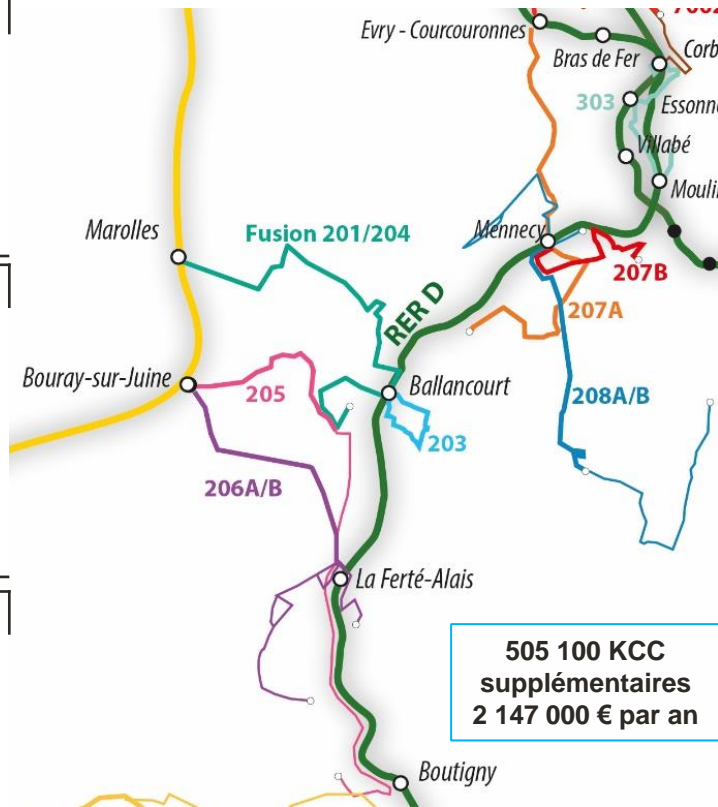 Evry - Courcouronnes
Bras de Fer
Corb
303
Essonne
Villabé
Moulin
Marolles
Fusion 201/204
Mennecy
207B
RER D
207A
Bouray-sur-Juine
205
Ballancourt
208A/B
203
206A/B
La Ferté-Alais
505 100 KCC
supplémentaires
2 147 000 € par an
Boutigny